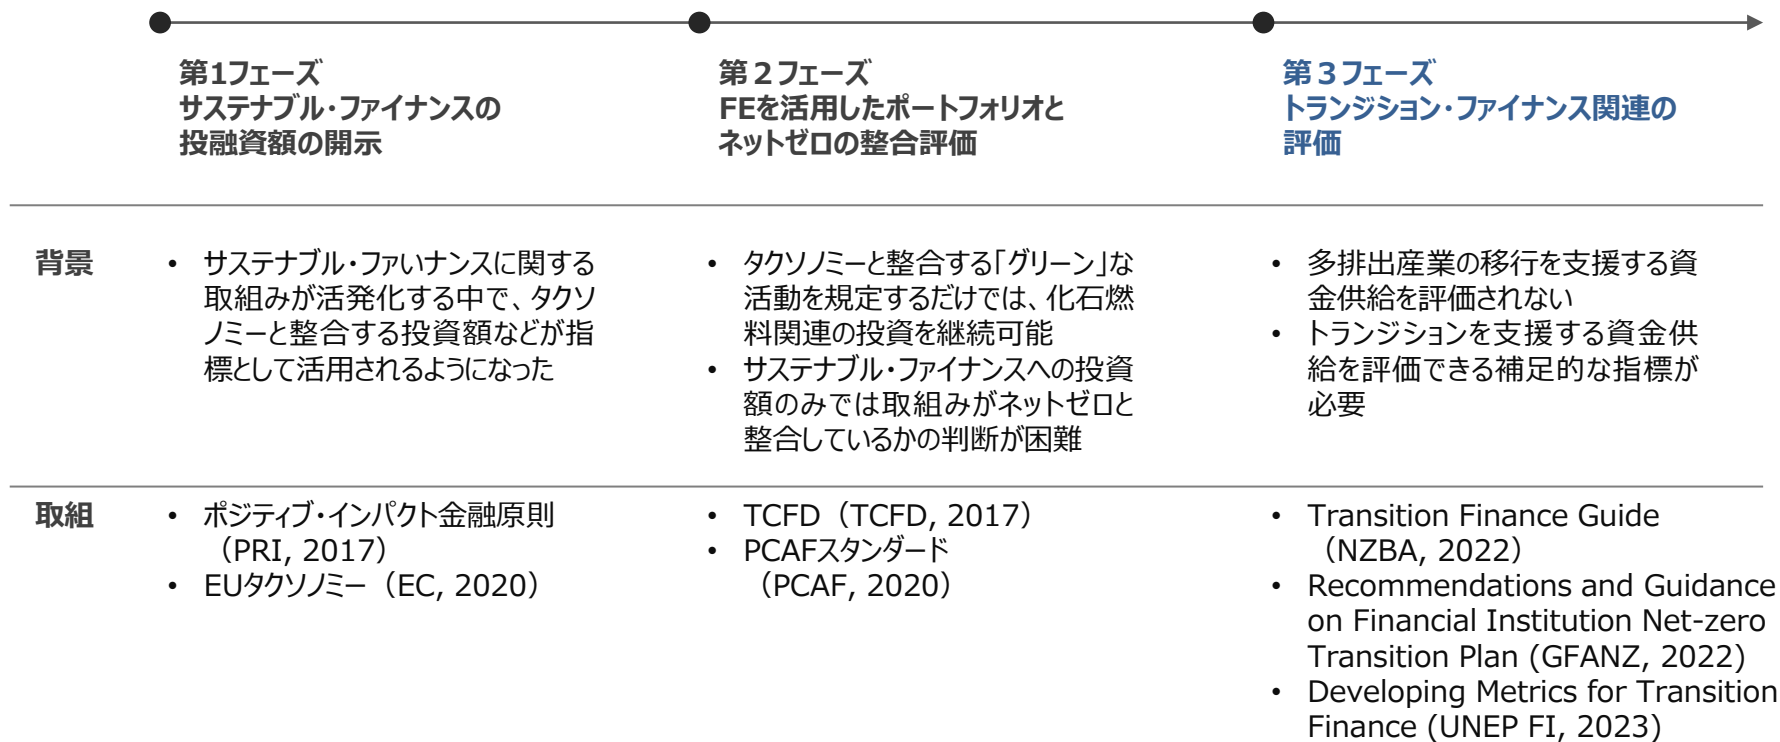 第1フェーズ
サステナブル・ファイナンスの
投融資額の開示
第２フェーズ
FEを活用したポートフォリオと
ネットゼロの整合評価
第３フェーズ
トランジション・ファイナンス関連の
評価
背景
• サステナブル・ファいナンスに関する
取組みが活発化する中で、タクソ
ノミーと整合する投資額などが指
標として活用されるようになった
• タクソノミーと整合する「グリーン」な
活動を規定するだけでは、化石燃
料関連の投資を継続可能
• サステナブル・ファイナンスへの投資
額のみでは取組みがネットゼロと
整合しているかの判断が困難
• 多排出産業の移行を支援する資
金供給を評価されない
• トランジションを支援する資金供
給を評価できる補足的な指標が
必要
取組
• ポジティブ・インパクト金融原則
（PRI, 2017）
• EUタクソノミー（EC, 2020）
• TCFD（TCFD, 2017）
• PCAFスタンダード
（PCAF, 2020）
• Transition Finance Guide
（NZBA, 2022）
• Recommendations and Guidance
on Financial Institution Net-zero
Transition Plan (GFANZ, 2022)
• Developing Metrics for Transition
Finance (UNEP FI, 2023)